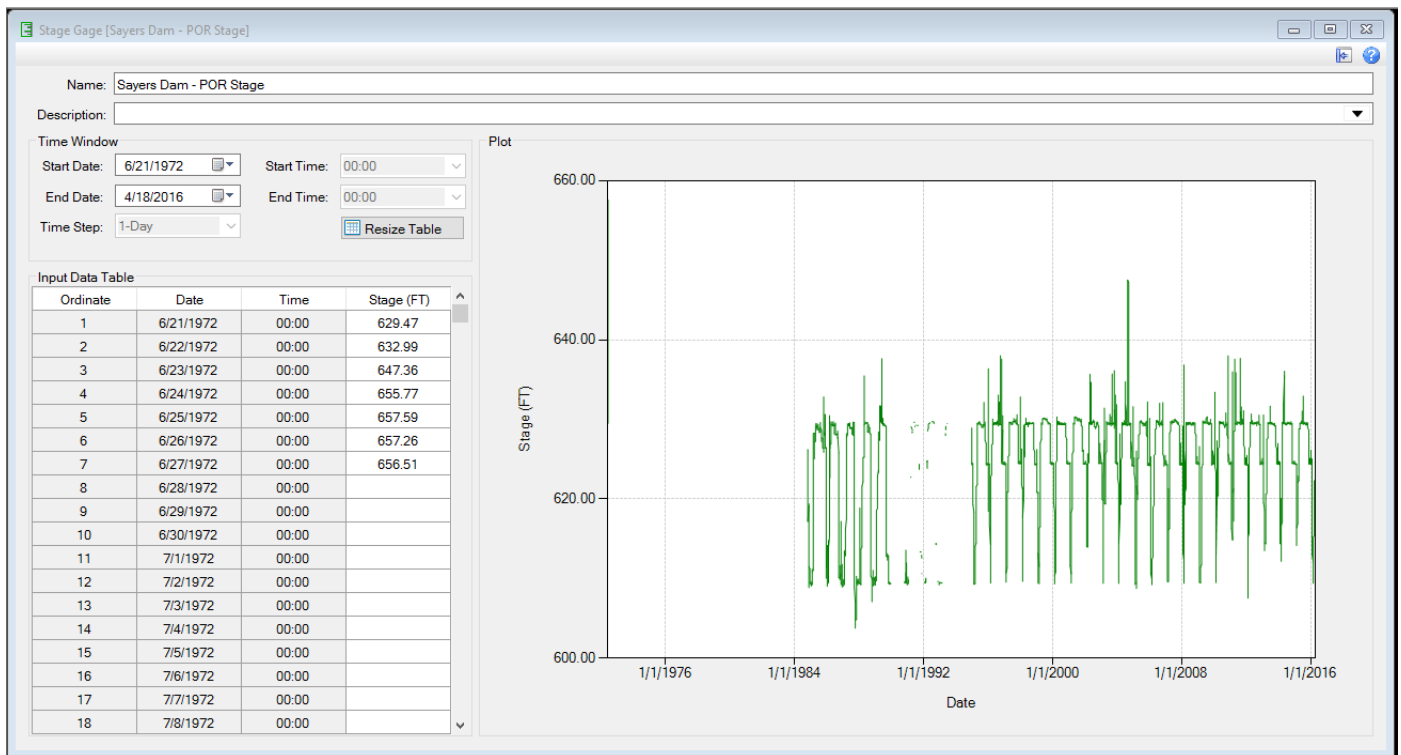 Stage Gage [Sayers Dam - POR Stage]
Name: Sayers Dam - POR Stage
Description:
Time Window
Start Date: 6/21/1972 Start Time: 00:00
End Date: 4/18/2016 End Time: 00:00
Time Step: 1-Day Resize Table
Input Data Table
Ordinate Date Time Stage (FT)
1 6/21/1972 00:00 629.47
2 6/22/1972 00:00 632.99
3 6/23/1972 00:00 647.36
4 6/24/1972 00:00 655.77
5 6/25/1972 00:00 657.59
6 6/26/1972 00:00 657.26
7 6/27/1972 00:00 656.51
8 6/28/1972 00:00
9 6/29/1972 00:00
10 6/30/1972 00:00
11 7/1/1972 00:00
12 7/2/1972 00:00
13 7/3/1972 00:00
14 7/4/1972 00:00
15 7/5/1972 00:00
16 7/6/1972 00:00
17 7/7/1972 00:00
18 7/8/1972 00:00
Plot
660.00
640.00
620.00
600.00
Stage (FT)
1/1/1976 1/1/1984 1/1/1992 1/1/2000 1/1/2008 1/1/2016
Date